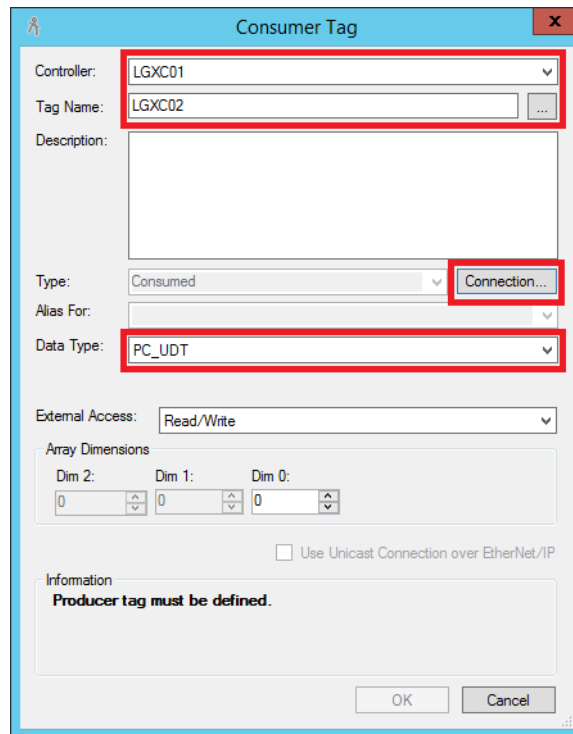 Consumer Tag
x
Controller: LGXC01
Tag Name: LGXC02 ...
Description:
Type: Consumed Connection...
Alias For:
Data Type: PC_UDT
External Access: Read/Write
Array Dimensions
Dim 2: Dim 1: Dim 0:
0 0 0
Use Unicast Connection over EtherNet/IP
Information
Producer tag must be defined.
OK Cancel